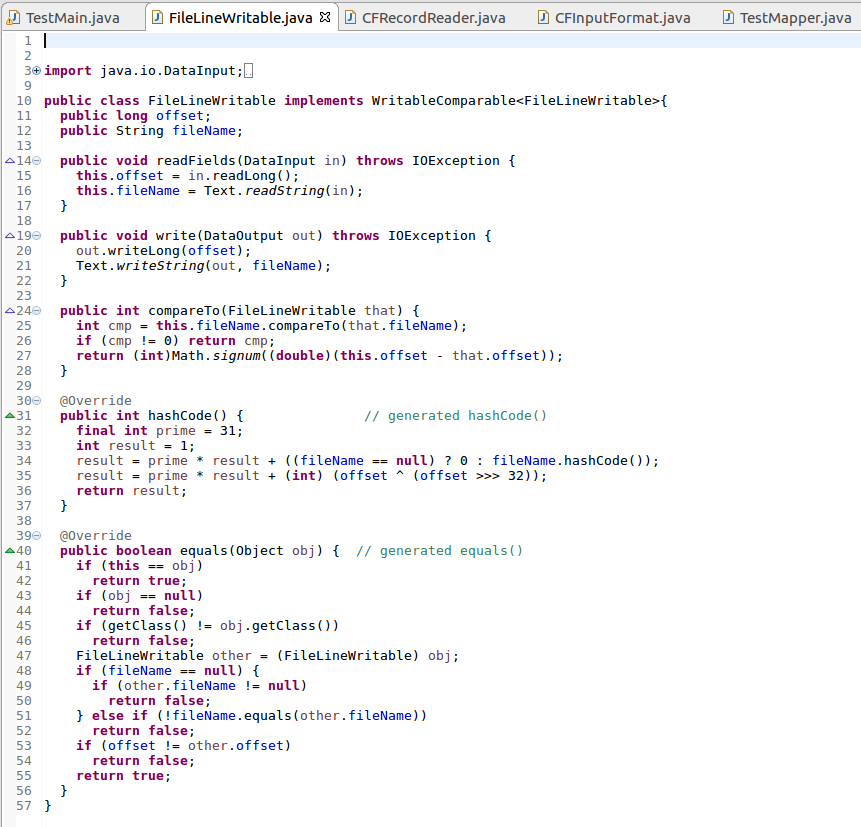 TestMain.java FileLineWritable.java CFRecordReader.java CFInputFormat.java TestMapper.java
1
2
3 import java.io.DataInput;
9
10 public class FileLineWritable implements WritableComparable<FileLineWritable>{
11   public long offset;
12   public String fileName;
13
14   public void readFields(DataInput in) throws IOException {
15     this.offset = in.readLong();
16     this.fileName = Text.readString(in);
17   }
18
19   public void write(DataOutput out) throws IOException {
20     out.writeLong(offset);
21     Text.writeString(out, fileName);
22   }
23
24   public int compareTo(FileLineWritable that) {
25     int cmp = this.fileName.compareTo(that.fileName);
26     if (cmp != 0) return cmp;
27     return (int)Math.signum((double)(this.offset - that.offset));
28   }
29
30   @Override
31   public int hashCode() {               // generated hashCode()
32     final int prime = 31;
33     int result = 1;
34     result = prime * result + ((fileName == null) ? 0 : fileName.hashCode());
35     result = prime * result + (int) (offset ^ (offset >>> 32));
36     return result;
37   }
38
39   @Override
40   public boolean equals(Object obj) {  // generated equals()
41     if (this == obj)
42       return true;
43     if (obj == null)
44       return false;
45     if (getClass() != obj.getClass())
46       return false;
47     FileLineWritable other = (FileLineWritable) obj;
48     if (fileName == null) {
49       if (other.fileName != null)
50         return false;
51     } else if (!fileName.equals(other.fileName))
52       return false;
53     if (offset != other.offset)
54       return false;
55     return true;
56   }
57 }